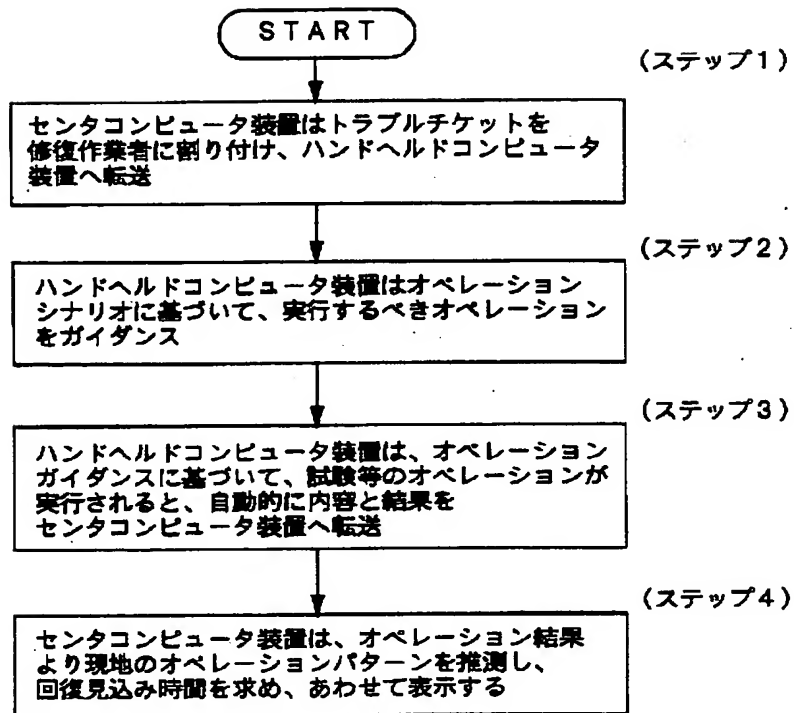 START
(ステップ1)
センタコンピュータ装置はトラブルチケットを
修復作業者に割り付け、ハンドヘルドコンピュータ
装置へ転送
(ステップ2)
ハンドヘルドコンピュータ装置はオペレーション
シナリオに基づいて、実行するべきオペレーション
をガイダンス
(ステップ3)
ハンドヘルドコンピュータ装置は、オペレーション
ガイダンスに基づいて、試験等のオペレーションが
実行されると、自動的に内容と結果を
センタコンピュータ装置へ転送
(ステップ4)
センタコンピュータ装置は、オペレーション結果
より現地のオペレーションパターンを推測し、
回復見込み時間を求め、あわせて表示する